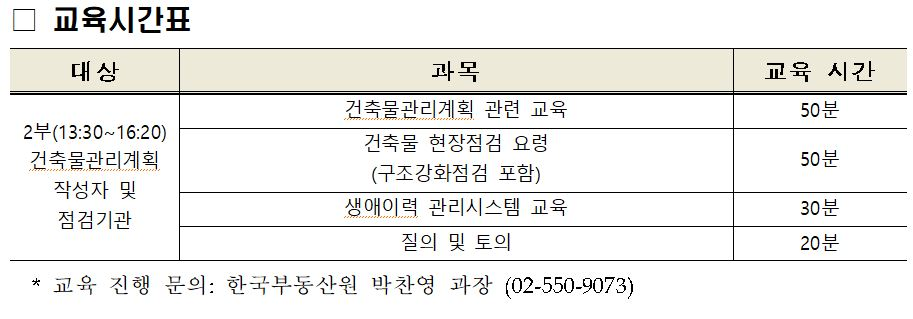 □ 교육시간표
대상 과목 교육 시간
2부(13:30~16:20)
건축물관리계획
작성자 및
점검기관
건축물관리계획 관련 교육 50분
건축물 현장점검 요령
(구조강화점검 포함) 50분
생애이력 관리시스템 교육 30분
질의 및 토의 20분
* 교육 진행 문의: 한국부동산원 박찬영 과장 (02-550-9073)